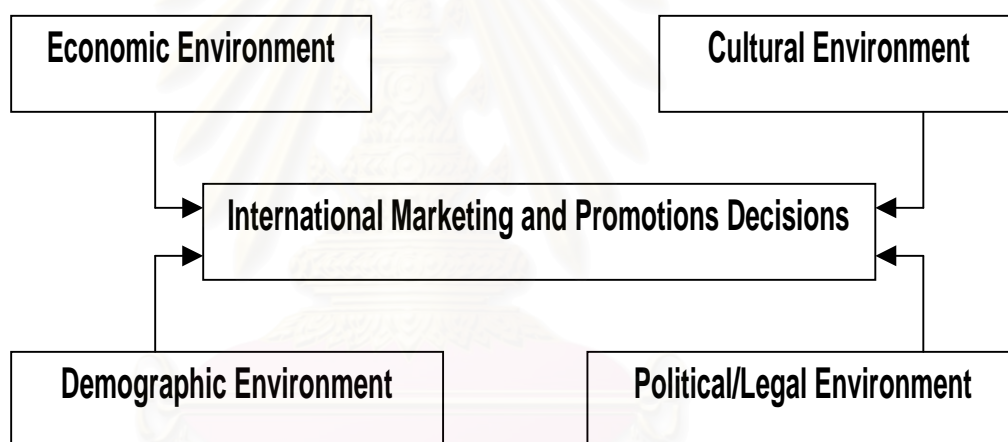 Economic Environment
Cultural Environment
International Marketing and Promotions Decisions
Demographic Environment
Political/Legal Environment